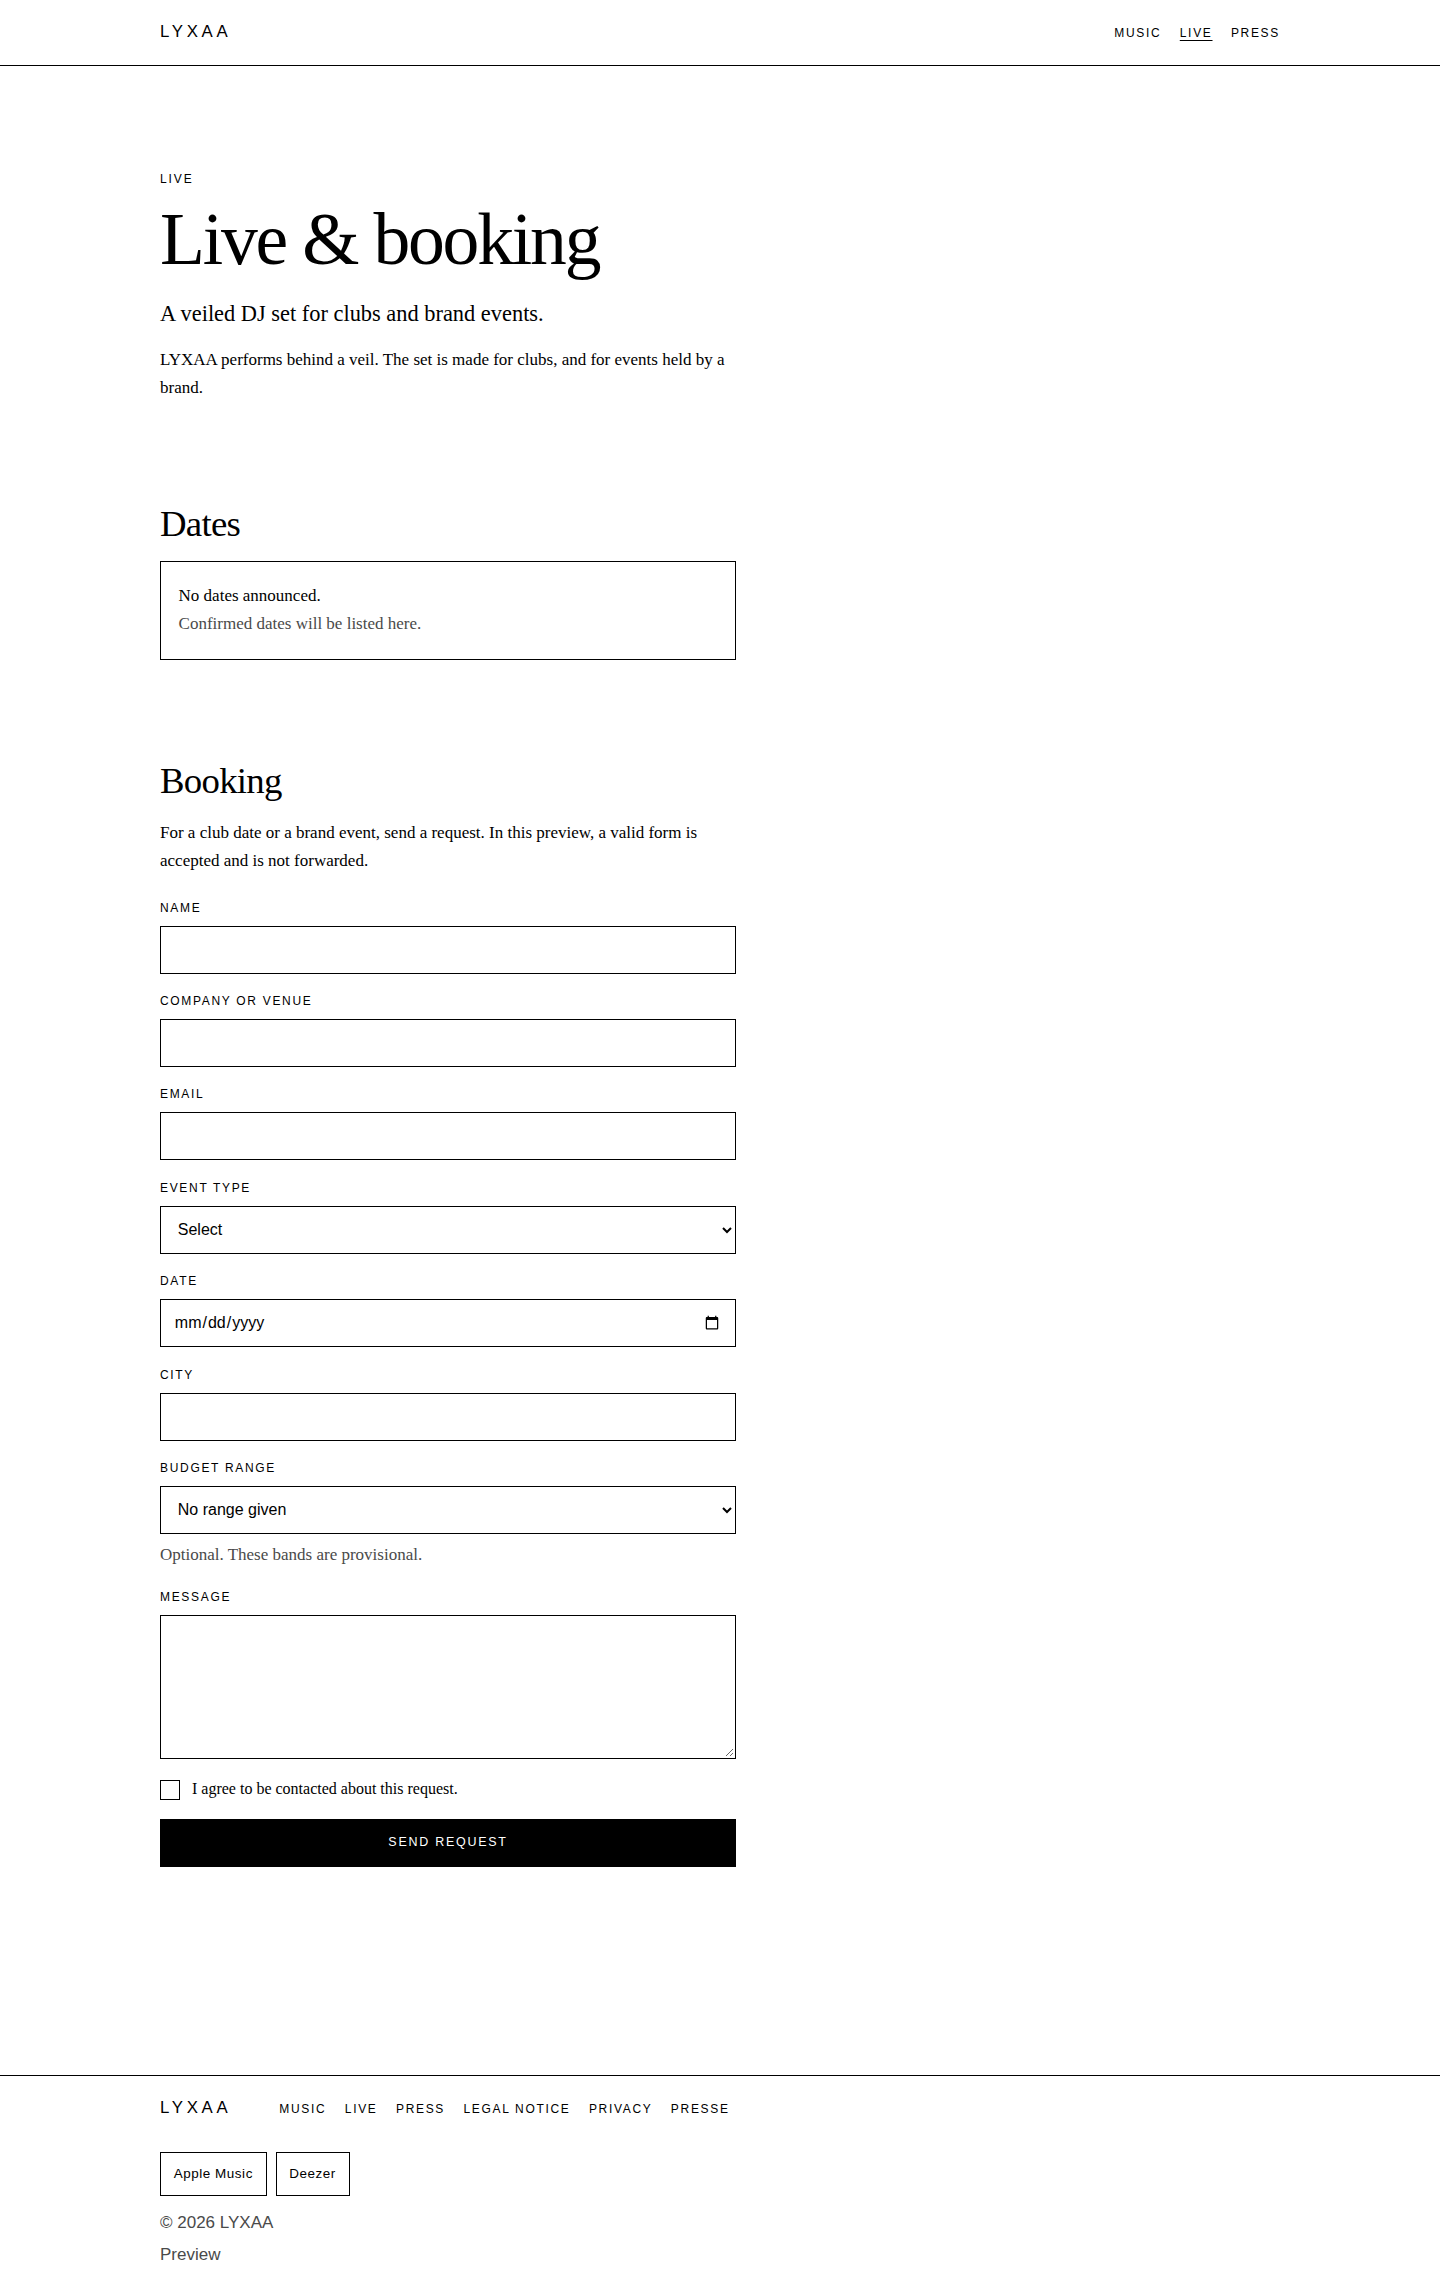 LYXAA
MUSIC LIVE PRESS
LIVE
Live & booking
A veiled DJ set for clubs and brand events.
LYXAA performs behind a veil. The set is made for clubs, and for events held by a
brand.
Dates
No dates announced.
Confirmed dates will be listed here.
Booking
For a club date or a brand event, send a request. In this preview, a valid form is
accepted and is not forwarded.
NAME
COMPANY OR VENUE
EMAIL
EVENT TYPE
Select
DATE
mm/dd/yyyy
CITY
BUDGET RANGE
No range given
Optional. These bands are provisional.
MESSAGE
I agree to be contacted about this request.
SEND REQUEST
LYXAA MUSIC LIVE PRESS LEGAL NOTICE PRIVACY PRESSE
Apple Music Deezer
© 2026 LYXAA
Preview